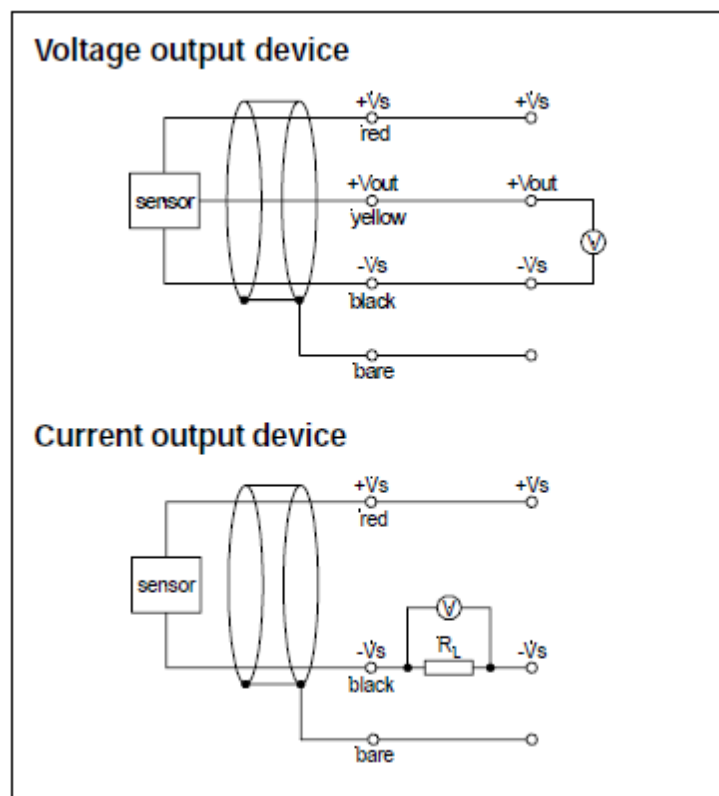 Voltage output device
+Vs
+Vs
red
+Vout
+Vout
sensor
yellow
V
-Vs
-Vs
black
bare
Current output device
+Vs
+Vs
red
sensor
V
-Vs
RL
-Vs
black
bare